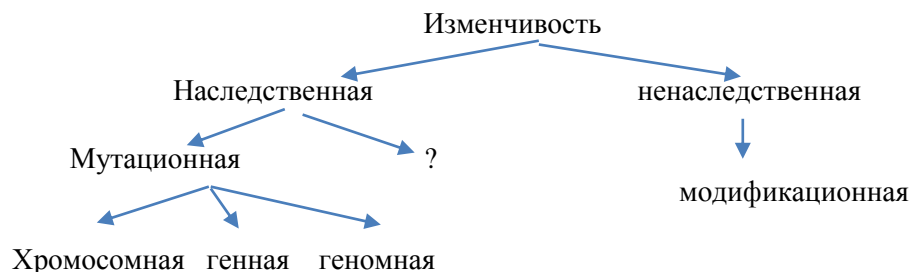 Изменчивость
Наследственная ненаследственная
Мутационная ?
модификационная
Хромосомная генная геномная